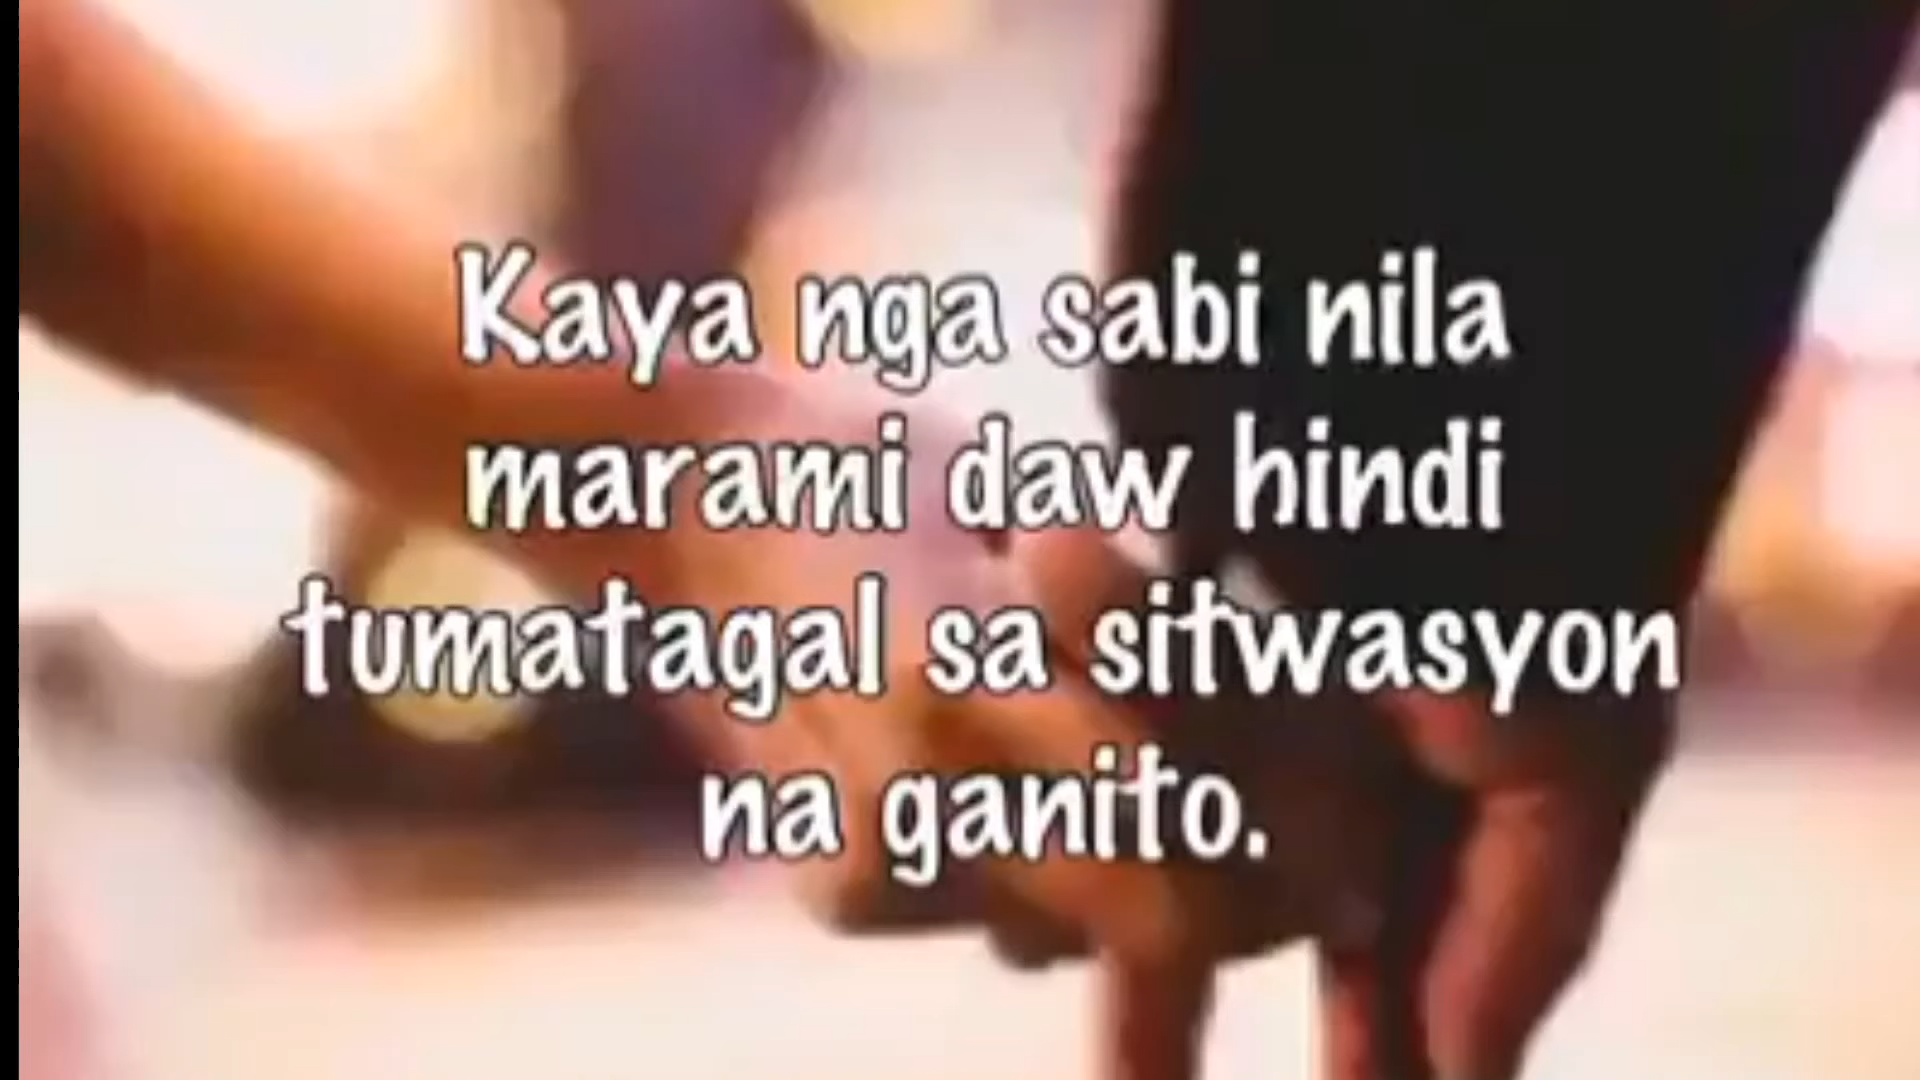 Kaya nga sabi nila
marami daw hindi
tumatagal sa sitwasyon
na ganito.